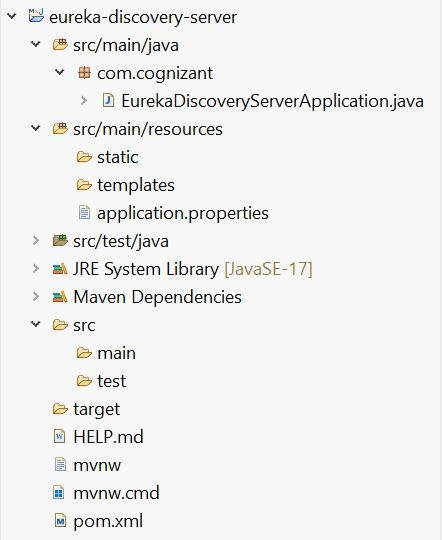 eureka-discovery-server
src/main/java
com.cognizant
EurekaDiscoveryServerApplication.java
src/main/resources
static
templates
application.properties
src/test/java
JRE System Library [JavaSE-17]
Maven Dependencies
src
main
test
target
HELP.md
mvnw
mvnw.cmd
pom.xml